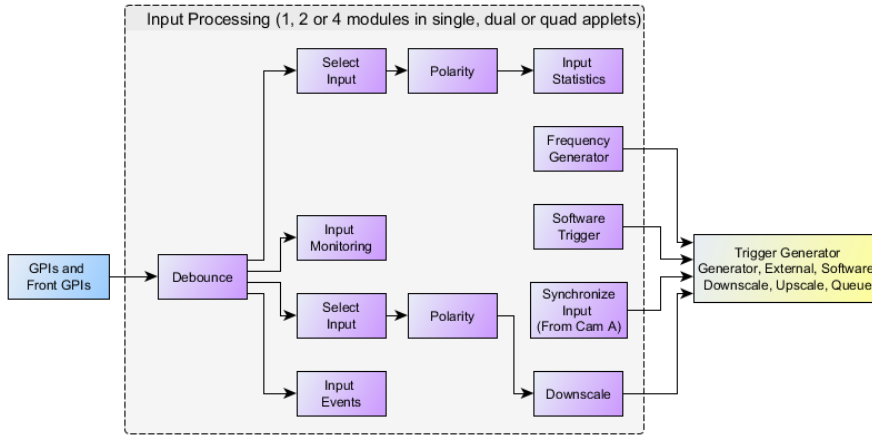 Input Processing (1, 2 or 4 modules in single, dual or quad applets)
Select
Input
Polarity
Input
Statistics
Frequency
Generator
Input
Monitoring
Software
Trigger
GPIs and
Front GPIs
Debounce
Trigger Generator
Generator, External, Software
Downscale, Upscale, Queue
Select
Input
Polarity
Synchronize
Input
(From Cam A)
Input
Events
Downscale